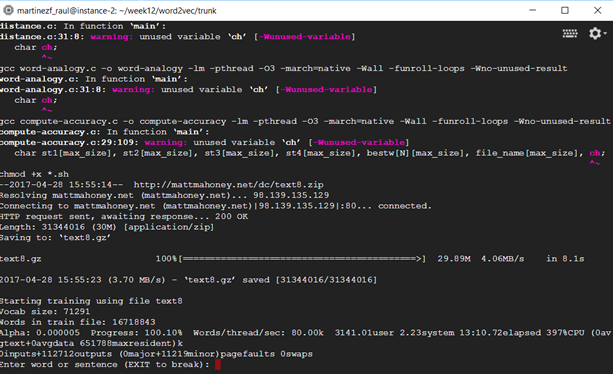 martinezf_raul@instance-2: ~/week12/word2vec/trunk
distance.c: In function ‘main’:
distance.c:31:8: warning: unused variable ‘ch’ [-Wunused-variable]
char ch;
^~
gcc word-analogy.c -o word-analogy -lm -pthread -O3 -march=native -Wall -funroll-loops -Wno-unused-result
word-analogy.c: In function ‘main’:
word-analogy.c:31:8: warning: unused variable ‘ch’ [-Wunused-variable]
char ch;
^~
gcc compute-accuracy.c -o compute-accuracy -lm -pthread -O3 -march=native -Wall -funroll-loops -Wno-unused-result
compute-accuracy.c: In function ‘main’:
compute-accuracy.c:29:109: warning: unused variable ‘ch’ [-Wunused-variable]
char st1[max_size], st2[max_size], st3[max_size], st4[max_size], bestw[N][max_size], file_name[max_size], ch;
^~
chmod +x *.sh
--2017-04-28 15:55:14-- http://mattmahoney.net/dc/text8.zip
Resolving mattmahoney.net (mattmahoney.net)... 98.139.135.129
Connecting to mattmahoney.net (mattmahoney.net)|98.139.135.129|:80... connected.
HTTP request sent, awaiting response... 200 OK
Length: 31344016 (30M) [application/zip]
Saving to: ‘text8.gz’
text8.gz 100%[===========================================>] 29.89M 4.06MB/s in 8.1s
2017-04-28 15:55:23 (3.70 MB/s) - ‘text8.gz’ saved [31344016/31344016]
Starting training using file text8
Vocab size: 71291
Words in train file: 16718843
Alpha: 0.000005 Progress: 100.10% Words/thread/sec: 80.00k 3141.01user 2.23system 13:10.72elapsed 397%CPU (0av
gtext+0avgdata 651788maxresident)k
0inputs+112712outputs (0major+11219minor)pagefaults 0swaps
Enter word or sentence (EXIT to break):